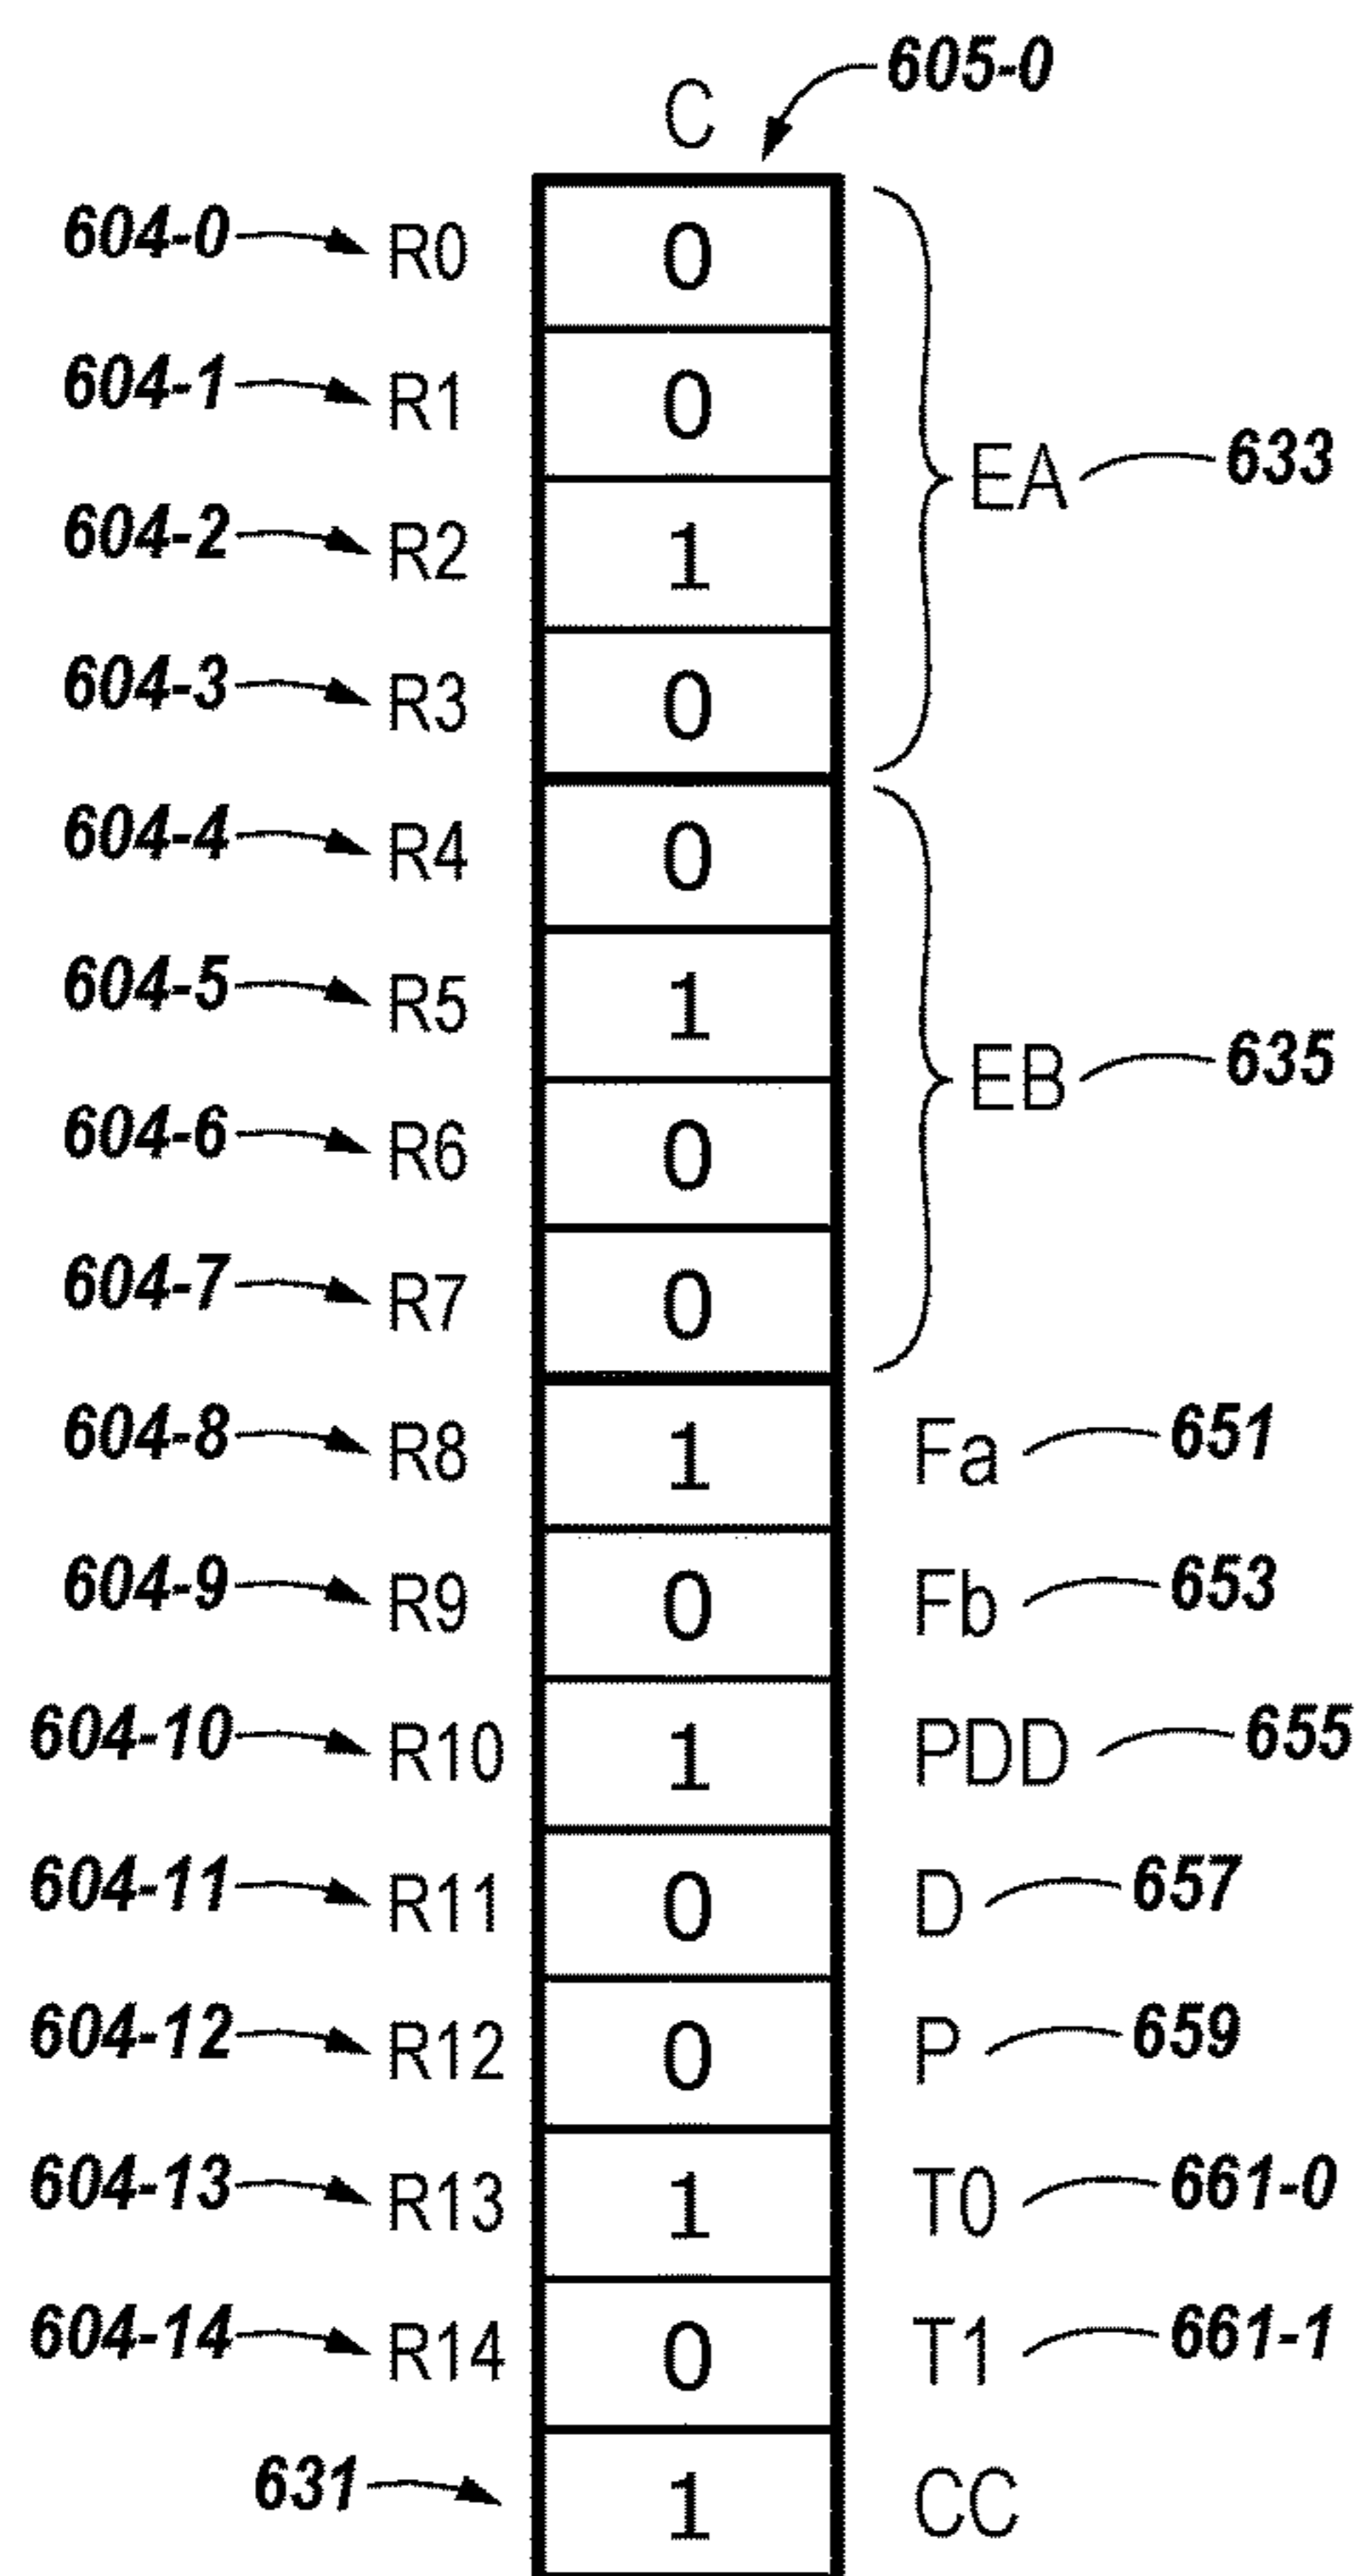 C 605-0
604-0 R0 0
604-1 R1 0
604-2 R2 1
EA 633
604-3 R3 0
604-4 R4 0
604-5 R5 1
EB 635
604-6 R6 0
604-7 R7 0
604-8 R8 1 Fa 651
604-9 R9 0 Fb 653
604-10 R10 1 PDD 655
604-11 R11 0 D 657
604-12 R12 0 P 659
604-13 R13 1 T0 661-0
604-14 R14 0 T1 661-1
631 1 CC